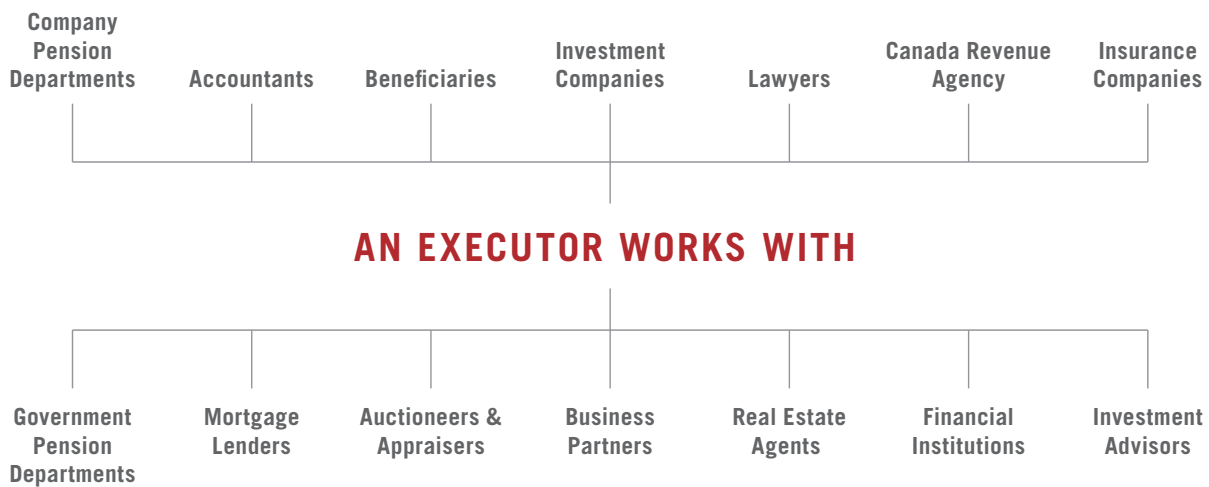 Company
Pension
Departments
Accountants
Beneficiaries
Investment
Companies
Lawyers
Canada Revenue
Agency
Insurance
Companies
AN EXECUTOR WORKS WITH
Government
Pension
Departments
Mortgage
Lenders
Auctioneers &
Appraisers
Business
Partners
Real Estate
Agents
Financial
Institutions
Investment
Advisors